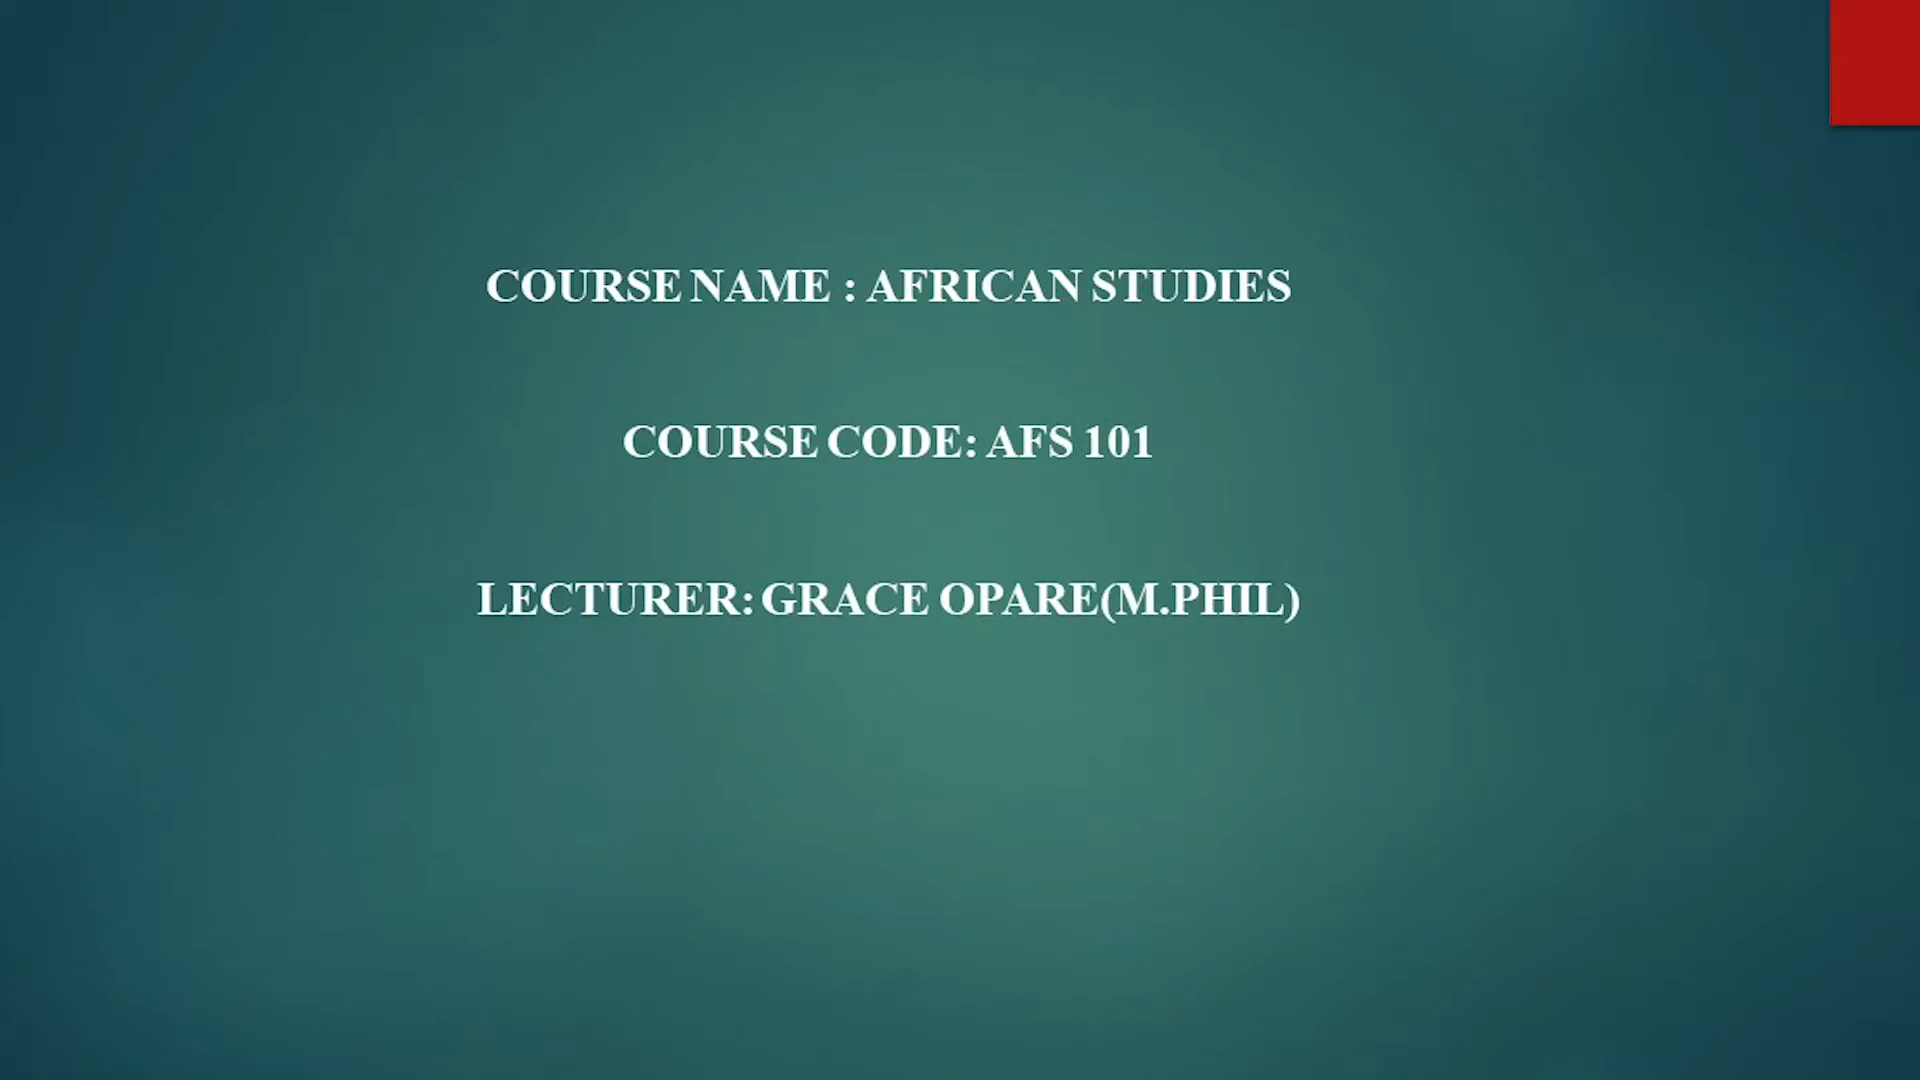 COURSE NAME : AFRICAN STUDIES
COURSE CODE: AFS 101
LECTURER: GRACE OPARE(M.PHIL)